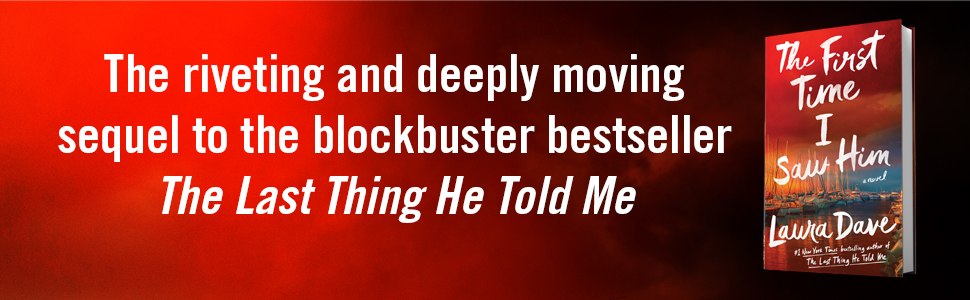 The riveting and deeply moving
sequel to the blockbuster bestseller
The Last Thing He Told Me
The First
Time
I
Saw Him
a novel
Laura Dave
#1 New York Times bestselling author of
The Last Thing He Told Me